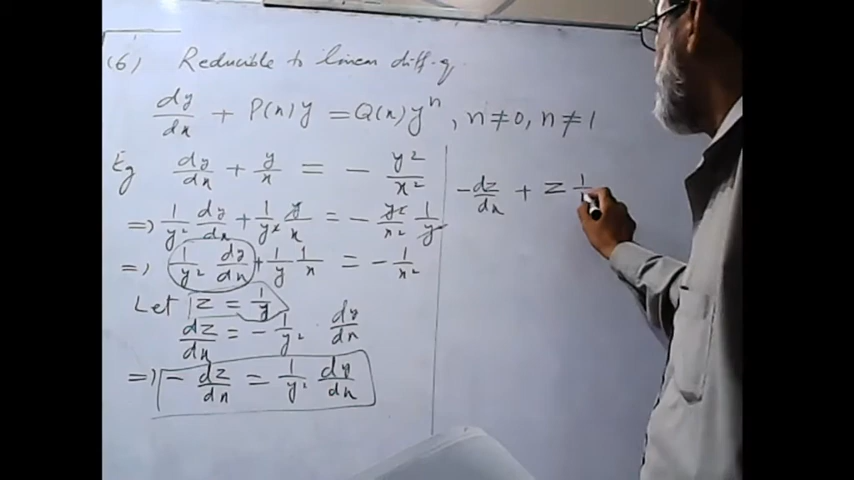 (6) Reducible to linear diff. eq
dy/dx + P(x)y = Q(x)y^n, n≠0, n≠1
Eg dy/dx + y/x = - y²/x²
=> 1/y² dy/dx + 1/y² y/x = - y²/x² 1/y²
=> 1/y² dy/dx + 1/y 1/x = - 1/x²
Let z = 1/y
dz/dx = - 1/y² dy/dx
=> - dz/dx = 1/y² dy/dx
- dz/dx + z 1